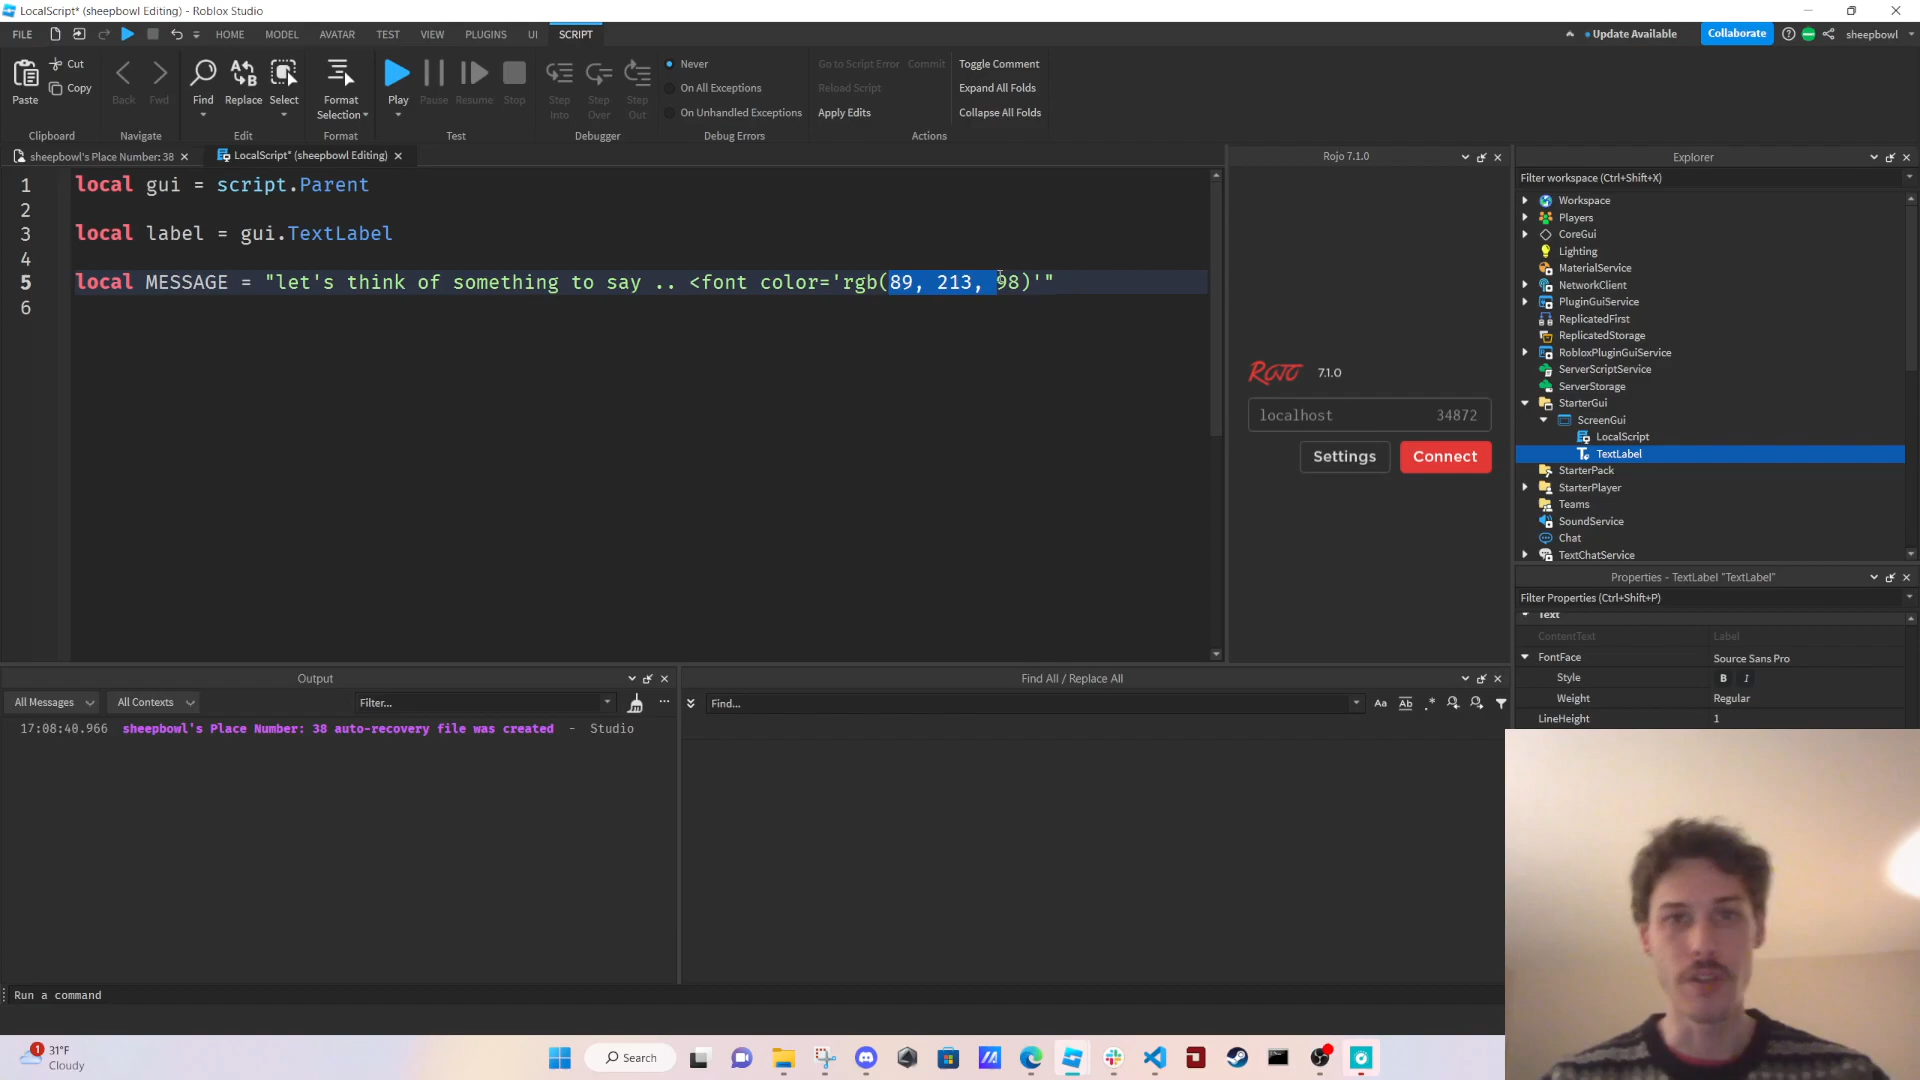 LocalScript* (sheepbowl Editing) - Roblox Studio
FILE HOME MODEL AVATAR TEST VIEW PLUGINS UI SCRIPT Update Available Collaborate sheepbowl
Paste Cut Copy Back Fwd Find Replace Select Format Selection Play Pause Resume Stop Step Into Step Over Step Out
Never
On All Exceptions
On Unhandled Exceptions
Go to Script Error Commit
Reload Script
Apply Edits
Toggle Comment
Expand All Folds
Collapse All Folds
Clipboard Navigate Edit Format Test Debugger Debug Errors Actions
sheepbowl's Place Number: 38 LocalScript* (sheepbowl Editing)
1 local gui = script.Parent
2
3 local label = gui.TextLabel
4
5 local MESSAGE = "let's think of something to say .. <font color='rgb(89, 213, 98)'"
6
Rojo 7.1.0
ROJO 7.1.0
localhost 34872
Settings Connect
Explorer
Filter workspace (Ctrl+Shift+X)
Workspace
Players
CoreGui
Lighting
MaterialService
NetworkClient
PluginGuiService
ReplicatedFirst
ReplicatedStorage
RobloxPluginGuiService
ServerScriptService
ServerStorage
StarterGui
ScreenGui
LocalScript
TextLabel
StarterPack
StarterPlayer
Teams
SoundService
Chat
TextChatService
Properties - TextLabel "TextLabel"
Filter Properties (Ctrl+Shift+P)
Text
ContentText Label
FontFace Source Sans Pro
Style B I
Weight Regular
LineHeight 1
Output
All Messages All Contexts Filter...
17:08:40.966 sheepbowl's Place Number: 38 auto-recovery file was created - Studio
Find All / Replace All
Find... Aa Ab .*
Run a command
1 31°F
Cloudy
Search